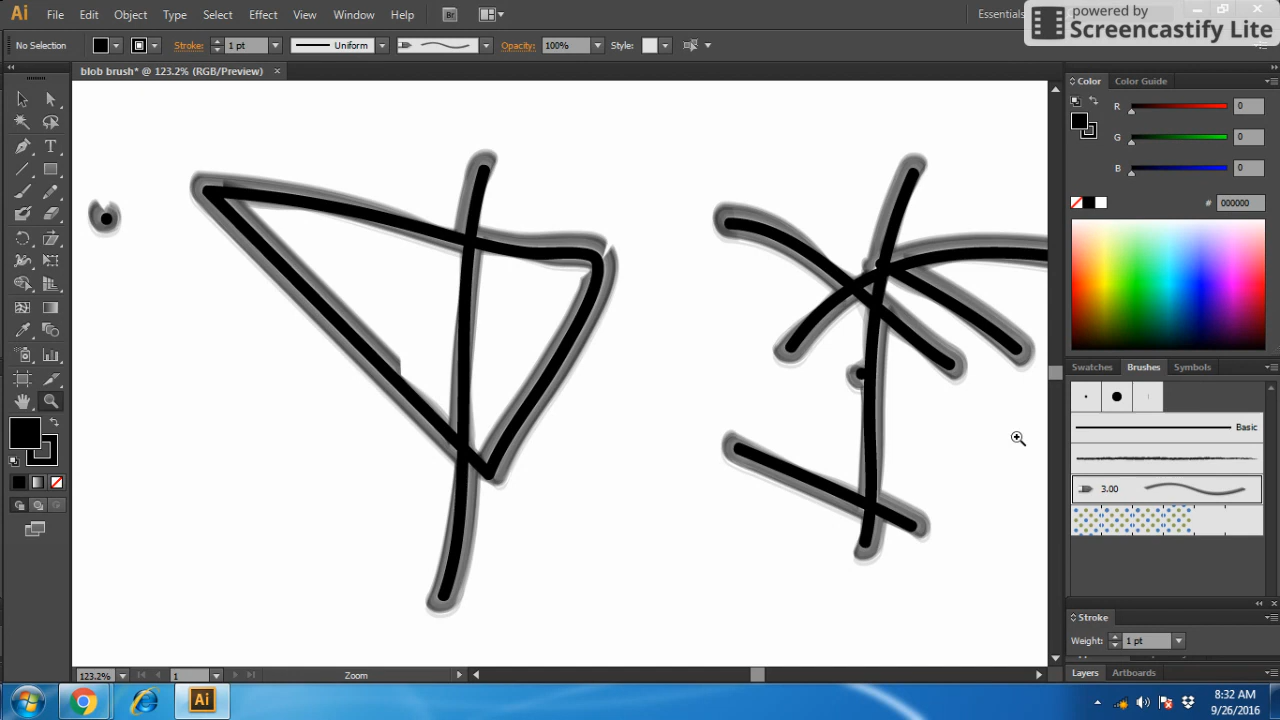 powered by
Screencastify Lite
Ai File Edit Object Type Select Effect View Window Help Br Essentials
No Selection Stroke: 1 pt Uniform Opacity: 100% Style:
blob brush* @ 123.2% (RGB/Preview) ×
Color Color Guide
R 0
G 0
B 0
# 000000
Swatches Brushes Symbols
Basic
3.00
Stroke
Weight: 1 pt
Layers Artboards
123.2% 1 Zoom
Ai
8:32 AM
9/26/2016